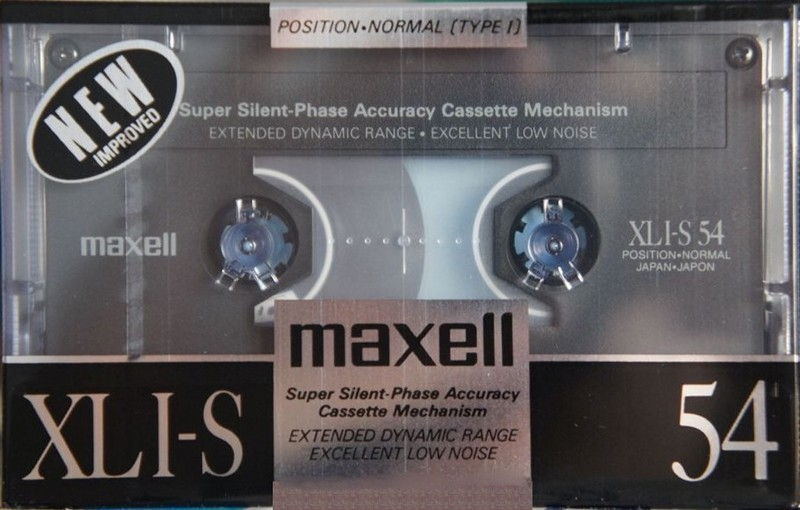 POSITION•NORMAL (TYPE I)
NEW
IMPROVED
Super Silent-Phase Accuracy Cassette Mechanism
EXTENDED DYNAMIC RANGE • EXCELLENT LOW NOISE
maxell
XLI-S 54
POSITION•NORMAL
JAPAN•JAPON
maxell
Super Silent-Phase Accuracy
Cassette Mechanism
EXTENDED DYNAMIC RANGE
EXCELLENT LOW NOISE
XLI-S
54